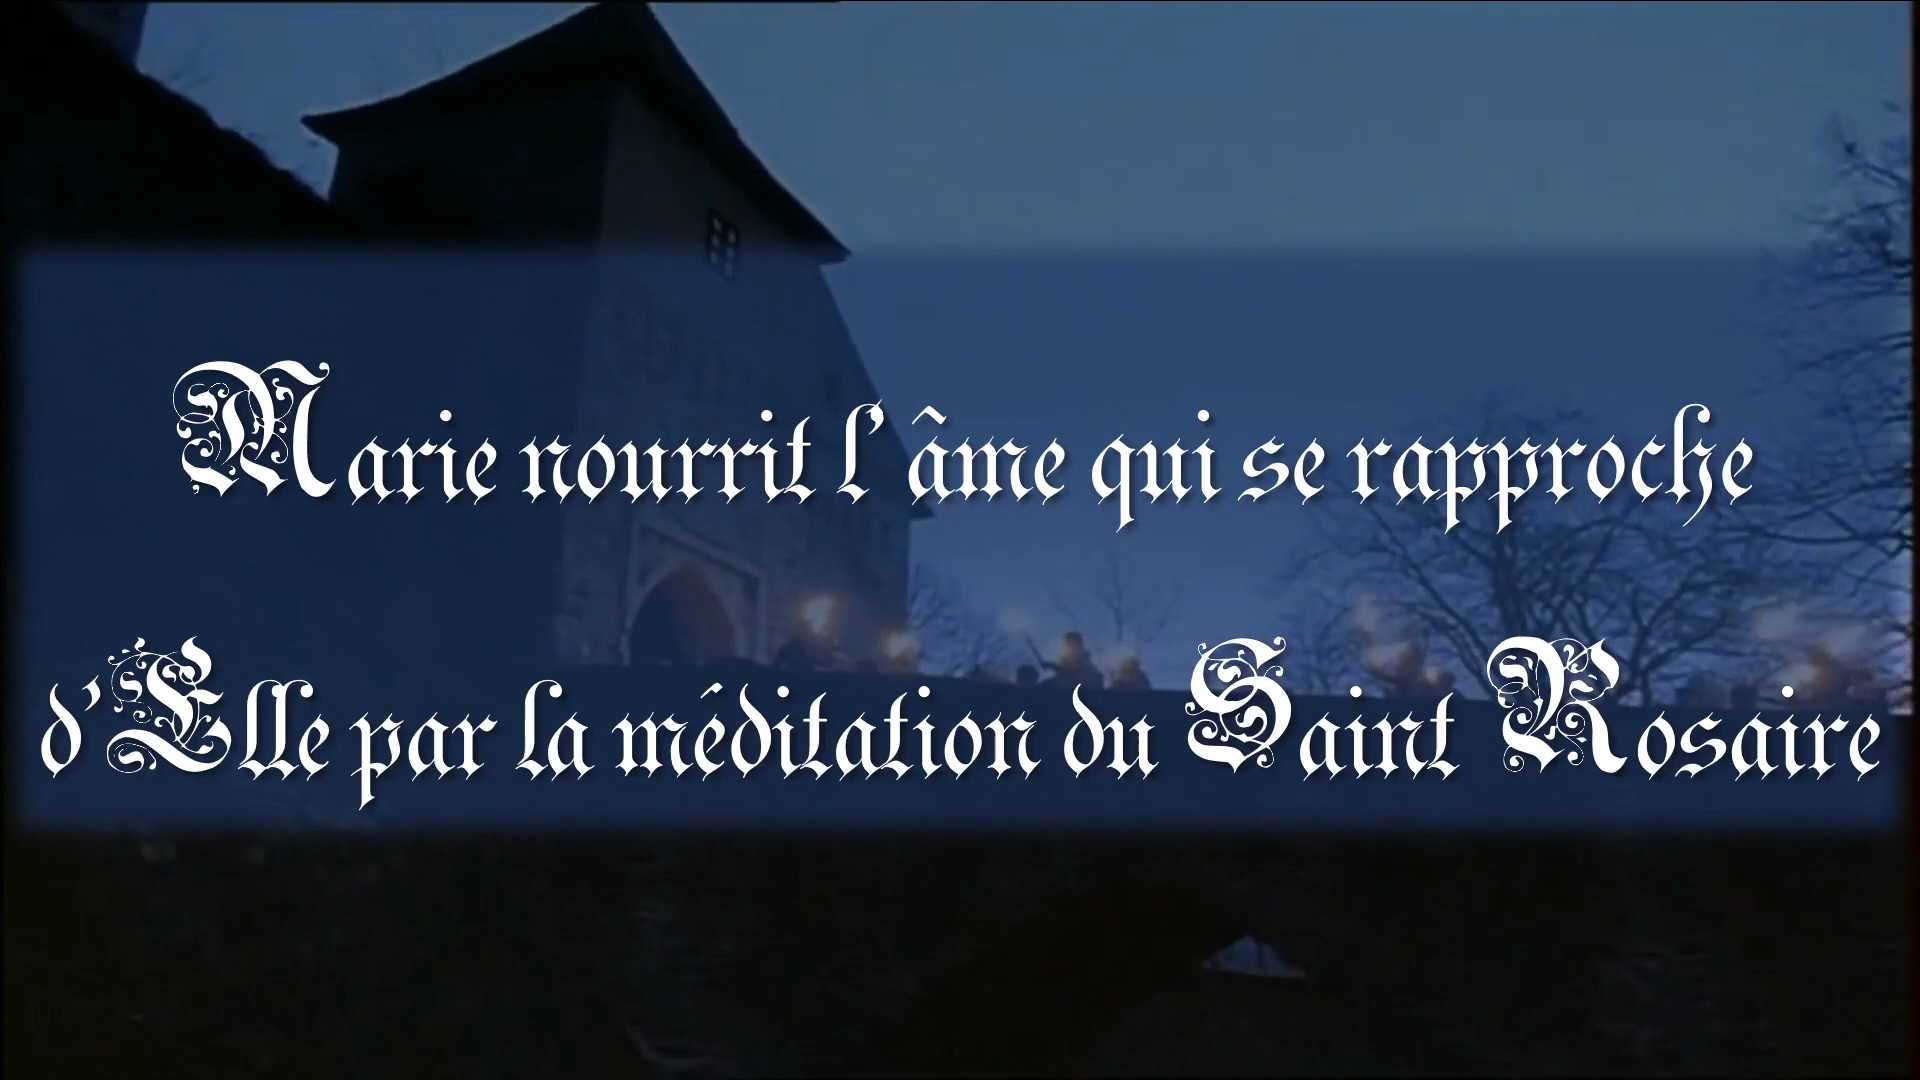 Marie nourrit l'âme qui se rapproche
d'Elle par la méditation du Saint Rosaire